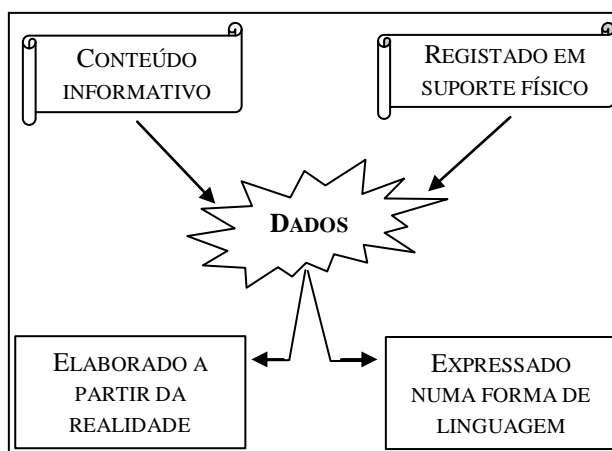 CONTEÚDO
INFORMATIVO
REGISTADO EM
SUPORTE FÍSICO
DADOS
ELABORADO A
PARTIR DA
REALIDADE
EXPRESSADO
NUMA FORMA DE
LINGUAGEM